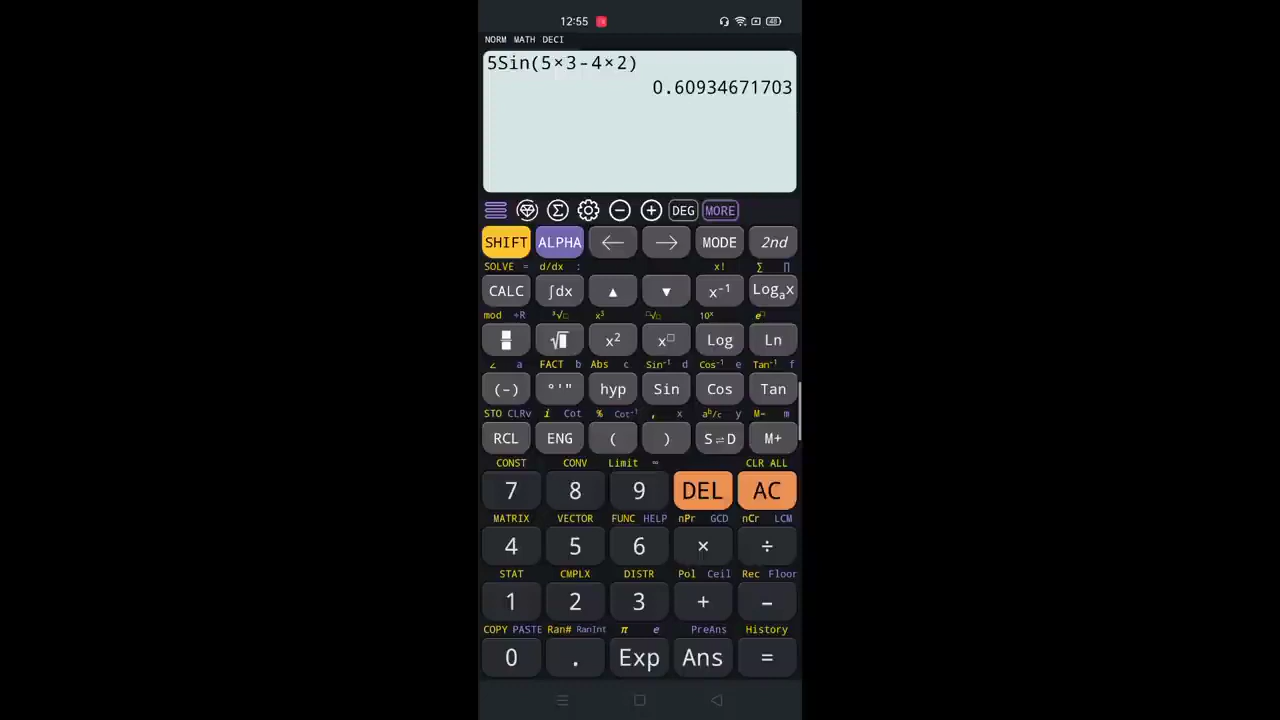 12:55 48
NORM MATH DECI
5Sin(5×3-4×2)
0.60934671703
DEG MORE
SHIFT ALPHA ← → MODE 2nd
SOLVE = d/dx : x! ∑ ∏
CALC ∫dx ▲ ▼ x⁻¹ Logₐx
mod ÷R ³√□ x³ □√□ 10ˣ e□
√ x² x□ Log Ln
∠ a FACT b Abs c Sin⁻¹ d Cos⁻¹ e Tan⁻¹ f
(-) °'" hyp Sin Cos Tan
STO CLRv i Cot % Cot⁻¹ , x aᵇ/c y M- m
RCL ENG ( ) S⇌D M+
CONST CONV Limit ∞ CLR ALL
7 8 9 DEL AC
MATRIX VECTOR FUNC HELP nPr GCD nCr LCM
4 5 6 × ÷
STAT CMPLX DISTR Pol Ceil Rec Floor
1 2 3 + -
COPY PASTE Ran# RanInt π e PreAns History
0 . Exp Ans =